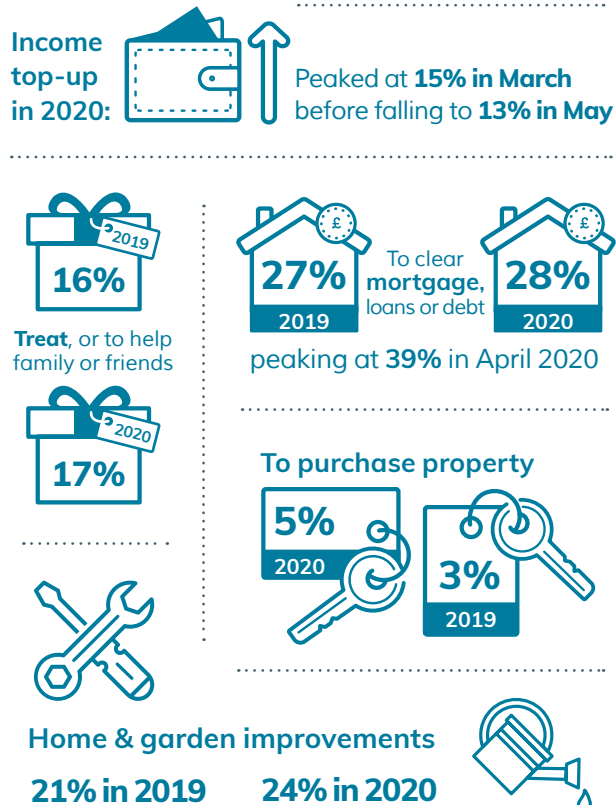 Income
top-up
in 2020:
Peaked at 15% in March
before falling to 13% in May
2019
16%
Treat, or to help
family or friends
2020
17%
£
27%
2019
To clear
mortgage,
loans or debt
£
28%
2020
peaking at 39% in April 2020
To purchase property
5%
2020
3%
2019
Home & garden improvements
21% in 2019
24% in 2020